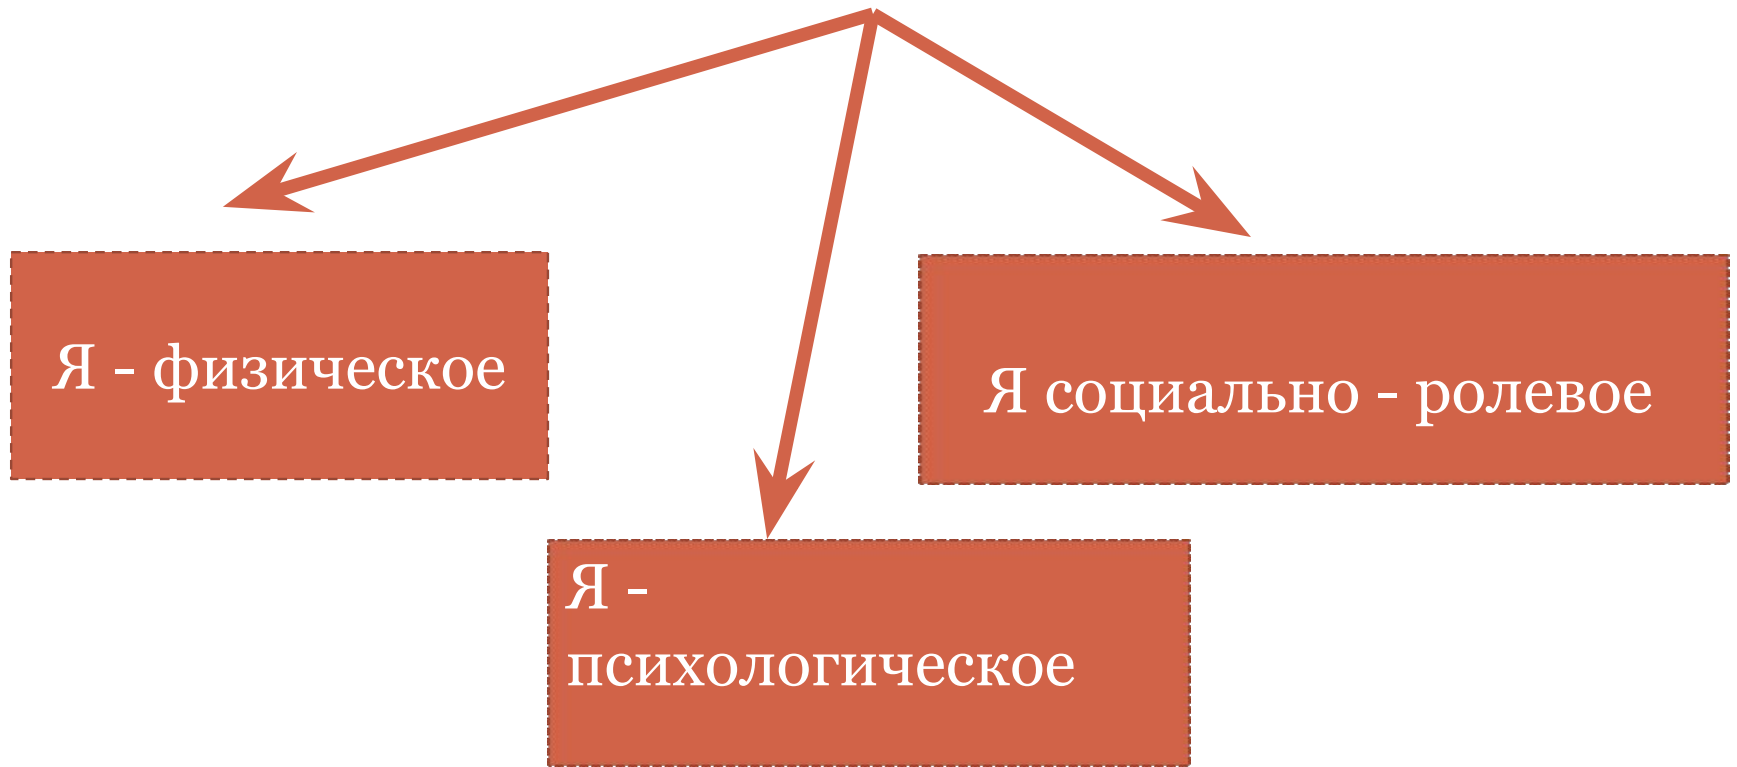 Я - физическое
Я социально - ролевое
Я -
психологическое